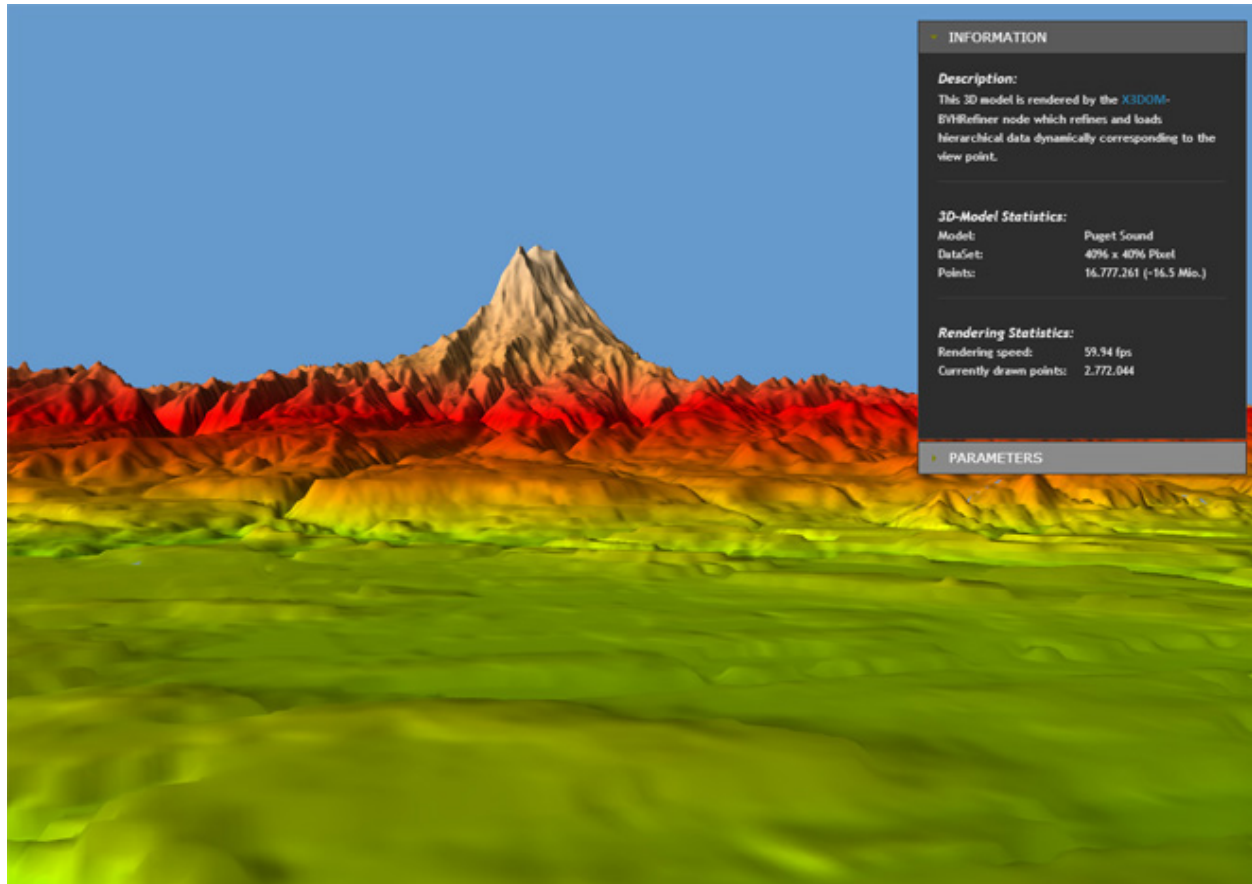 INFORMATION
Description:
This 3D model is rendered by the X3DOM-
BVHRefiner node which refines and loads
hierarchical data dynamically corresponding to the
view point.
3D-Model Statistics:
Model: Puget Sound
DataSet: 4096 x 4096 Pixel
Points: 16.777.261 (~16.5 Mio.)
Rendering Statistics:
Rendering speed: 59.94 fps
Currently drawn points: 2.772.044
PARAMETERS